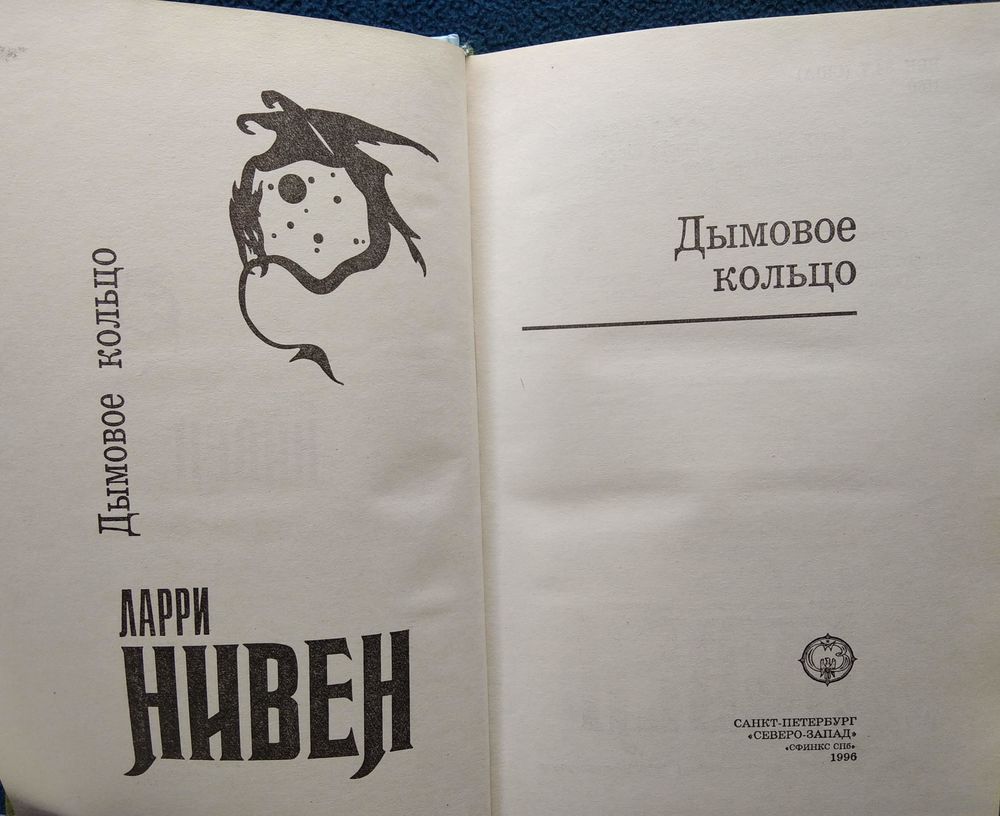 Дымовое кольцо
ЛАРРИ
НИВЕН
Дымовое
кольцо
САНКТ-ПЕТЕРБУРГ
«СЕВЕРО-ЗАПАД»
«СФИНКС СПб»
1996